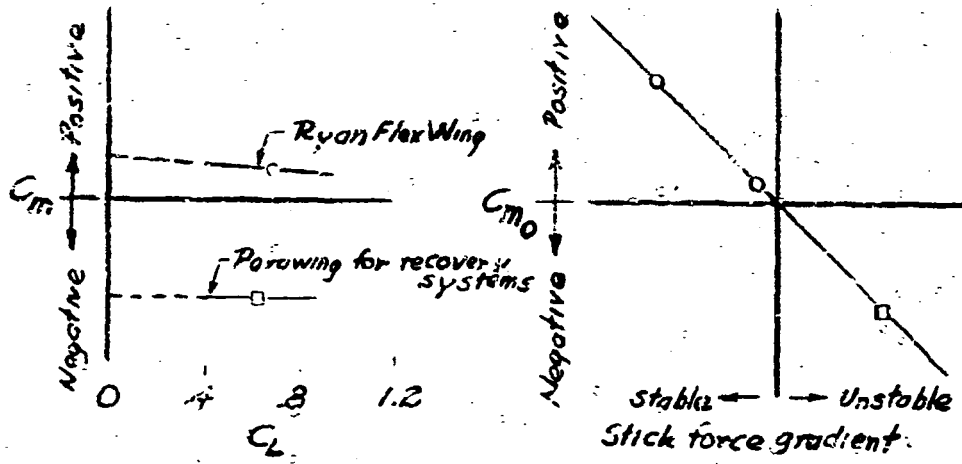 Positive
Negative
Cm
Ryan Flex Wing
Parawing for recovery
systems
0 .4 .8 1.2
CL
Positive
Negative
Cmo
stable
Unstable
Stick force gradient.